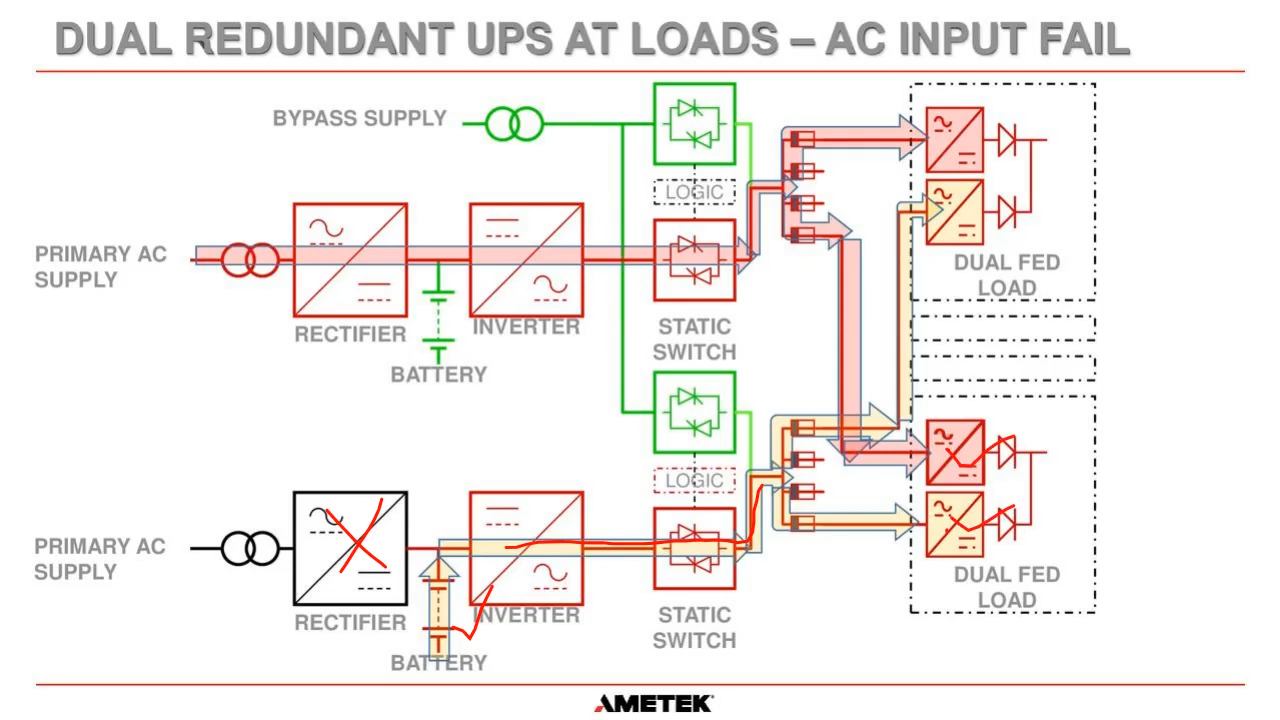 DUAL REDUNDANT UPS AT LOADS – AC INPUT FAIL
BYPASS SUPPLY
LOGIC
PRIMARY AC
SUPPLY
RECTIFIER
INVERTER
STATIC
SWITCH
BATTERY
DUAL FED
LOAD
LOGIC
PRIMARY AC
SUPPLY
RECTIFIER
INVERTER
STATIC
SWITCH
BATTERY
DUAL FED
LOAD
AMETEK